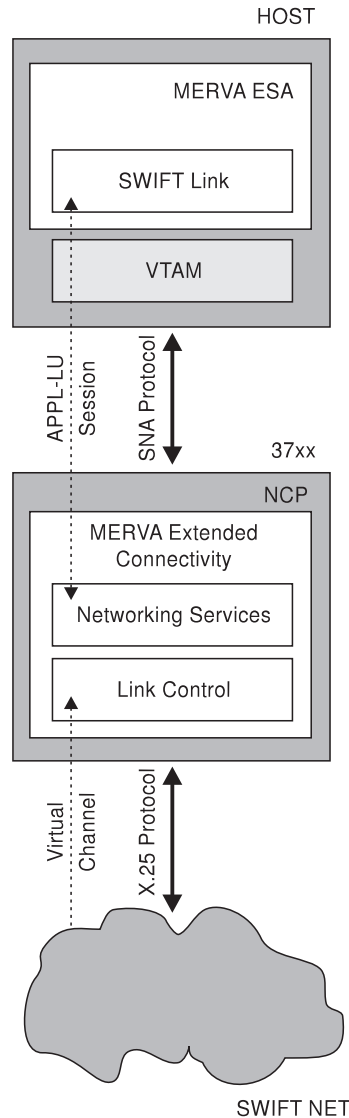 HOST
MERVA ESA
SWIFT Link
VTAM
APPL-LU
Session
SNA Protocol
37xx
NCP
MERVA Extended
Connectivity
Networking Services
Link Control
Virtual
Channel
X.25 Protocol
SWIFT NET